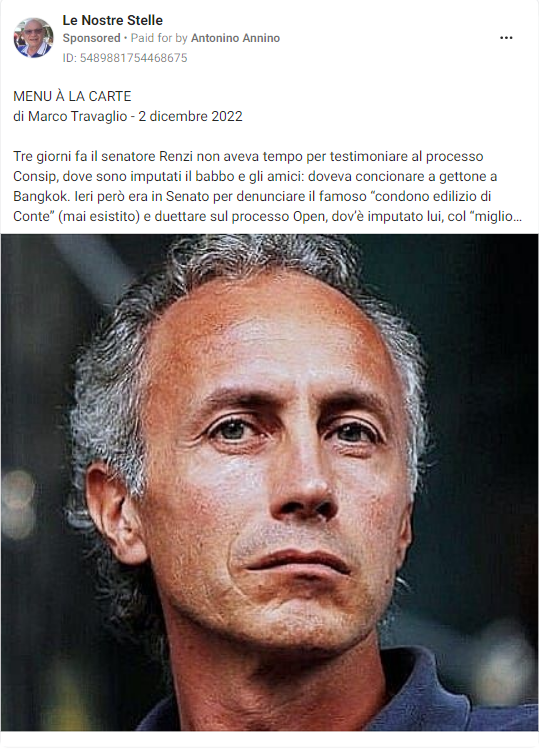 Le Nostre Stelle
Sponsored • Paid for by Antonino Annino
ID: 5489881754468675
MENU À LA CARTE
di Marco Travaglio - 2 dicembre 2022
Tre giorni fa il senatore Renzi non aveva tempo per testimoniare al processo
Consip, dove sono imputati il babbo e gli amici: doveva concionare a gettone a
Bangkok. Ieri però era in Senato per denunciare il famoso “condono edilizio di
Conte” (mai esistito) e duettare sul processo Open, dov’è imputato lui, col “miglio...